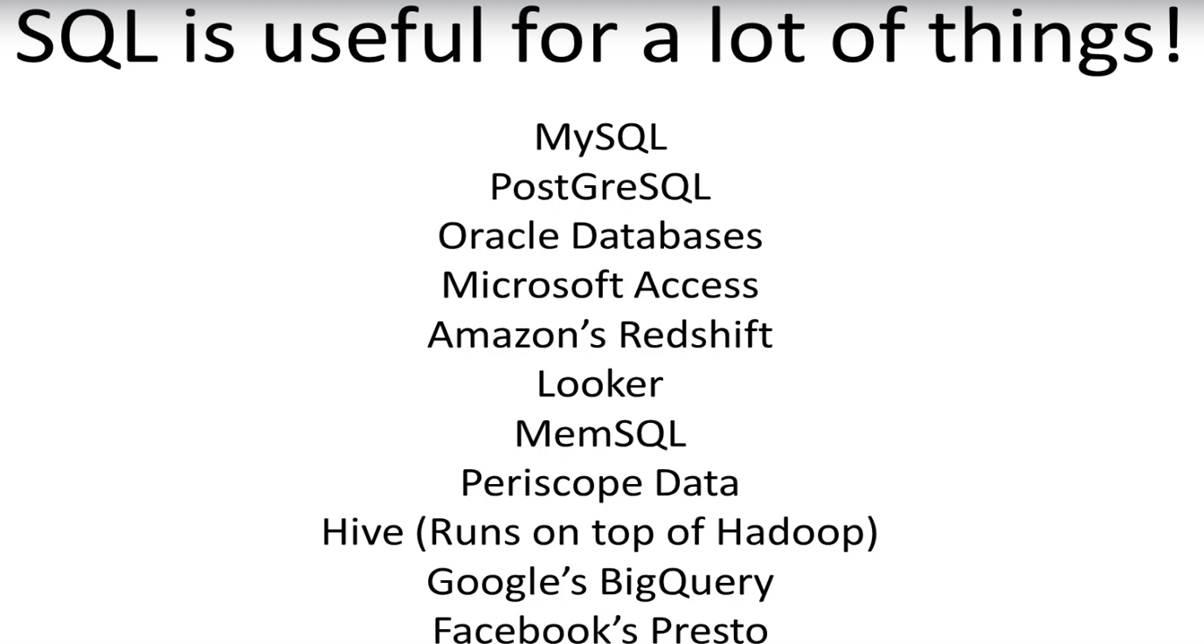 SQL is useful for a lot of things!
MySQL
PostGreSQL
Oracle Databases
Microsoft Access
Amazon’s Redshift
Looker
MemSQL
Periscope Data
Hive (Runs on top of Hadoop)
Google’s BigQuery
Facebook’s Presto